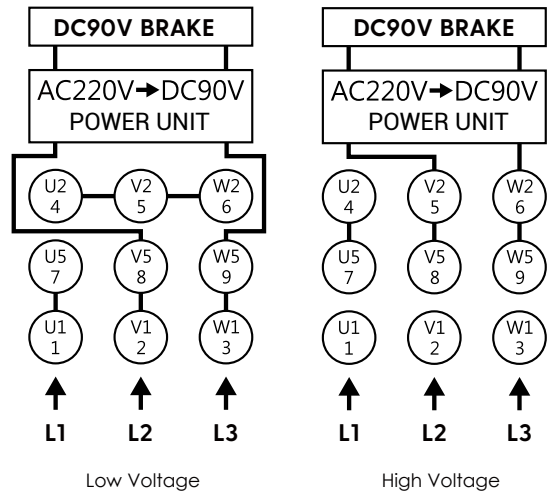 DC90V BRAKE
AC220V➔DC90V
POWER UNIT
U2
4
V2
5
W2
6
U5
7
V5
8
W5
9
U1
1
V1
2
W1
3
L1
L2
L3
Low Voltage
DC90V BRAKE
AC220V➔DC90V
POWER UNIT
U2
4
V2
5
W2
6
U5
7
V5
8
W5
9
U1
1
V1
2
W1
3
L1
L2
L3
High Voltage